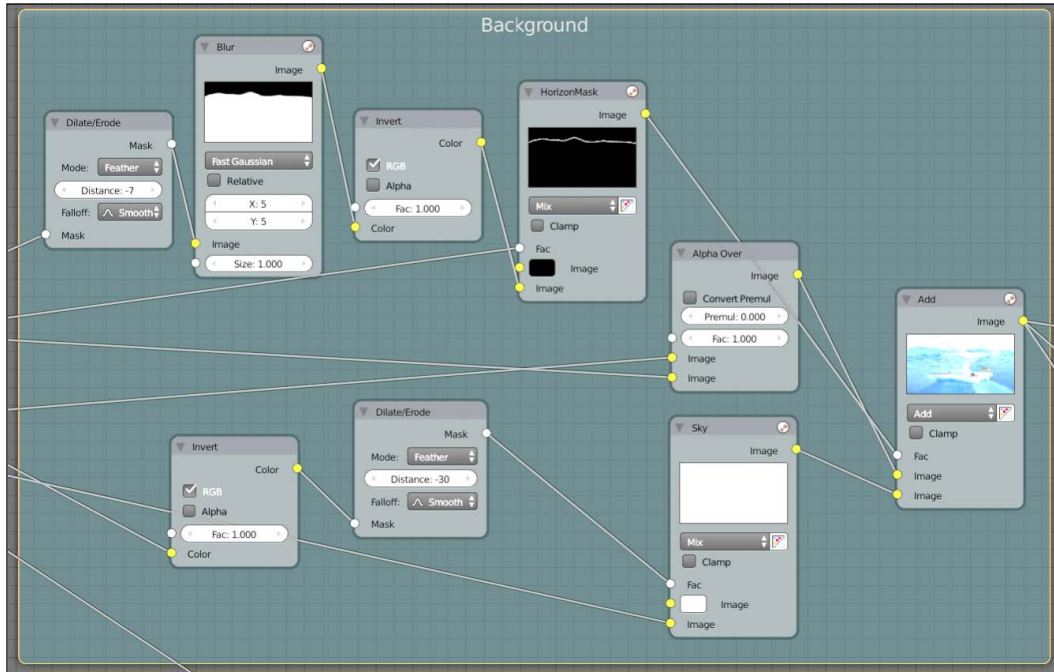 Background
Blur
Image
Fast Gaussian
Relative
X: 5
Y: 5
Image
Size: 1.000
Dilate/Erode
Mask
Mode: Feather
Distance: -7
Falloff: Smooth
Mask
Invert
Color
RGB
Alpha
Fac: 1.000
Color
HorizonMask
Image
Mix
Clamp
Fac
Image
Image
Alpha Over
Image
Convert Premul
Premul: 0.000
Fac: 1.000
Image
Image
Add
Image
Add
Clamp
Fac
Image
Image
Invert
Color
RGB
Alpha
Fac: 1.000
Color
Dilate/Erode
Mask
Mode: Feather
Distance: -30
Falloff: Smooth
Mask
Sky
Image
Mix
Clamp
Fac
Image
Image